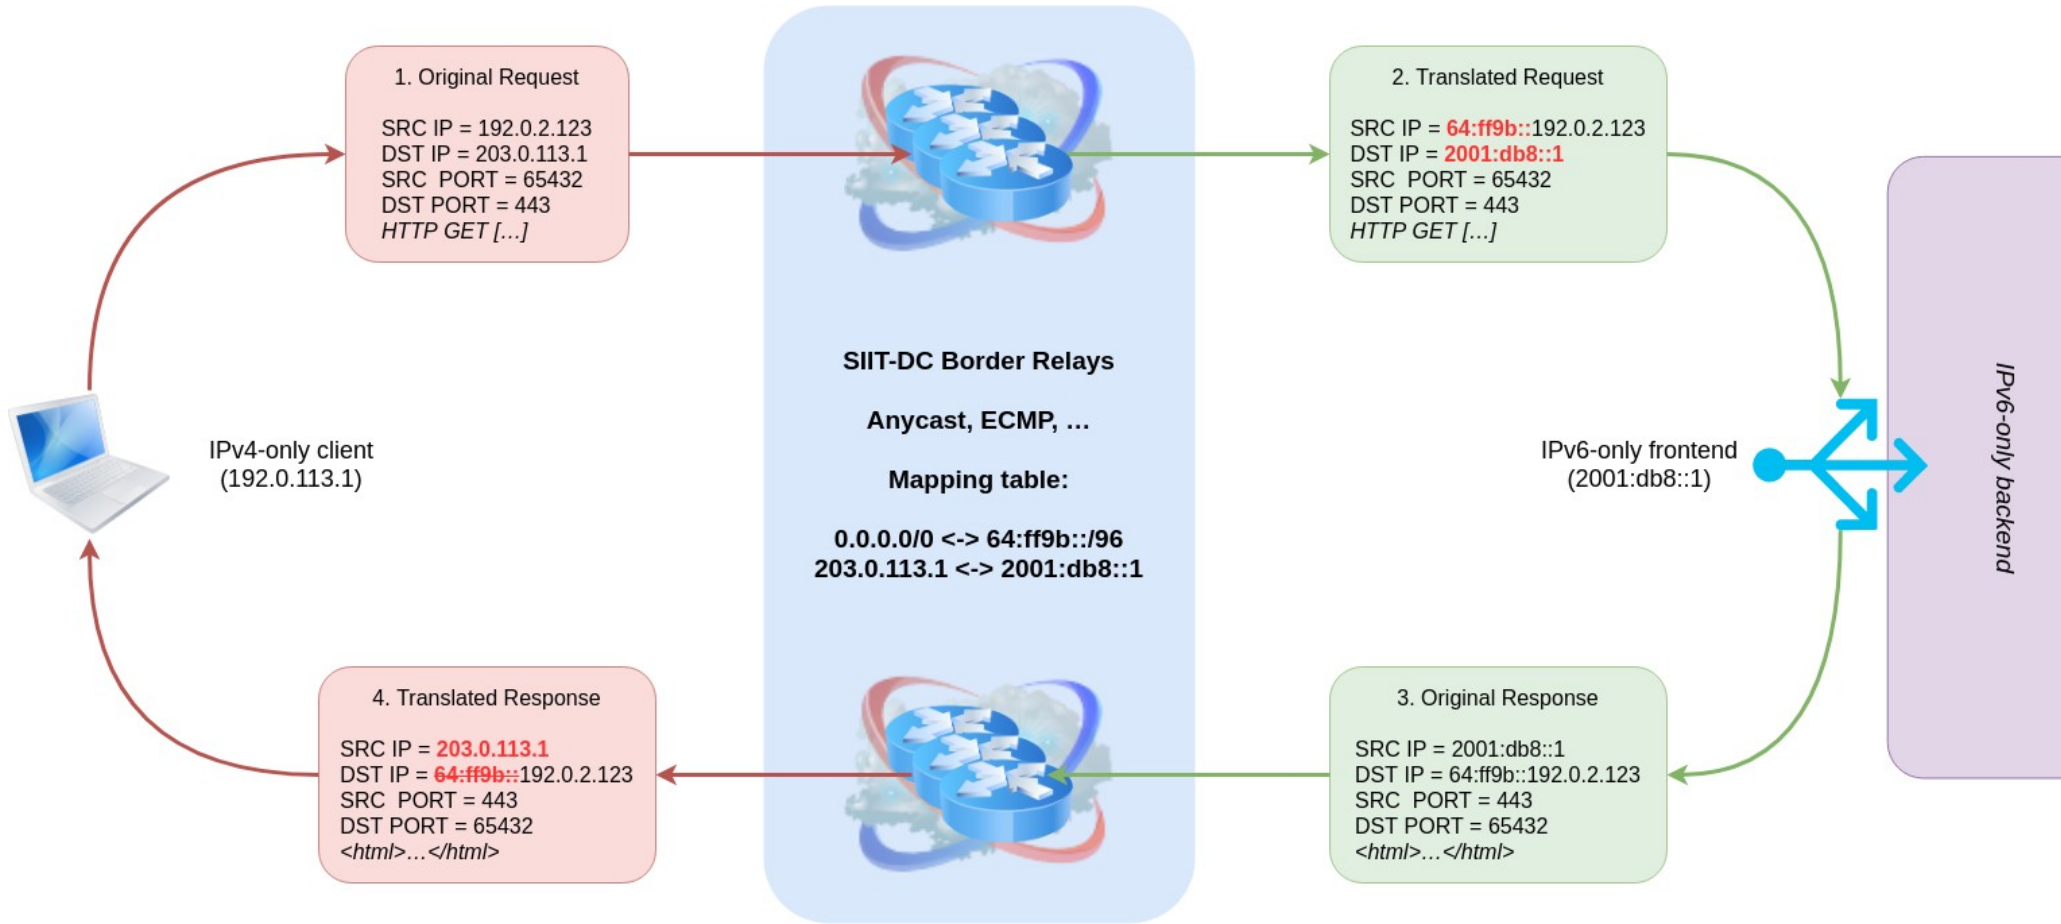 1. Original Request
SRC IP = 192.0.2.123
DST IP = 203.0.113.1
SRC  PORT = 65432
DST PORT = 443
HTTP GET […]
2. Translated Request
SRC IP = 64:ff9b::192.0.2.123
DST IP = 2001:db8::1
SRC  PORT = 65432
DST PORT = 443
HTTP GET […]
SIIT-DC Border Relays
Anycast, ECMP, …
Mapping table:
0.0.0.0/0 <-> 64:ff9b::/96
203.0.113.1 <-> 2001:db8::1
IPv4-only client
(192.0.113.1)
IPv6-only frontend
(2001:db8::1)
IPv6-only backend
3. Original Response
SRC IP = 2001:db8::1
DST IP = 64:ff9b::192.0.2.123
SRC  PORT = 443
DST PORT = 65432
<html>…</html>
4. Translated Response
SRC IP = 203.0.113.1
DST IP = 64:ff9b::192.0.2.123
SRC  PORT = 443
DST PORT = 65432
<html>…</html>